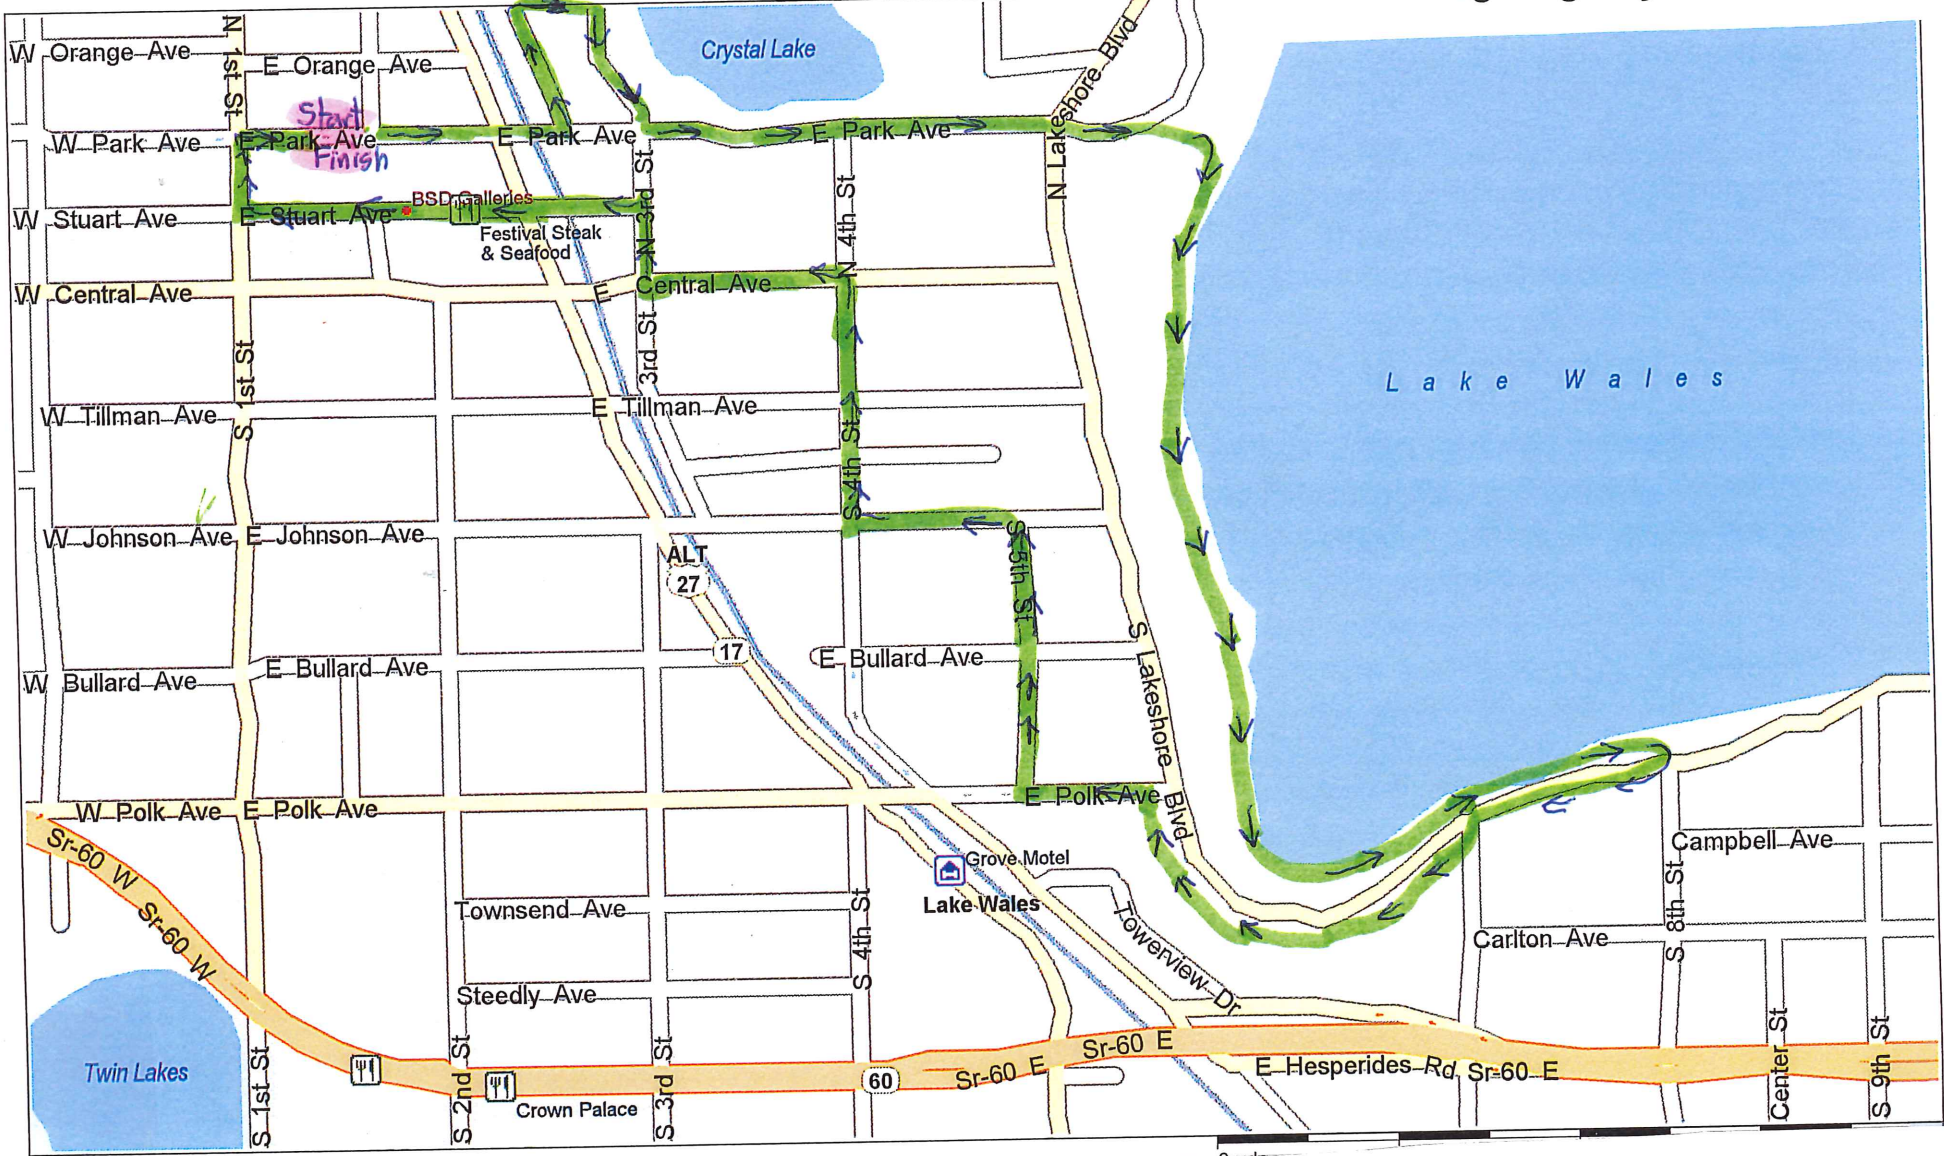 Crystal Lake
N Lakeshore Blvd
W Orange Ave
N 1st St
E Orange Ave
Start
W Park Ave
E Park Ave
E Park Ave
E Park Ave
Finish
BSD Galleries
W Stuart Ave
E Stuart Ave
Festival Steak
& Seafood
N 3rd St
N 4th St
W Central Ave
E Central Ave
S 1st St
3rd St
Lake Wales
W Tillman Ave
E Tillman Ave
S 4th St
W Johnson Ave
E Johnson Ave
S 5th St
ALT
27
17
W Bullard Ave
E Bullard Ave
E Bullard Ave
S Lakeshore Blvd
W Polk Ave
E Polk Ave
E Polk Ave
Sr-60 W
Sr-60 W
Grove Motel
Lake Wales
Campbell Ave
Townsend Ave
Towerview Dr
Carlton Ave
S 8th St
Steedly Ave
S 4th St
Twin Lakes
S 1st St
S 2nd St
S 3rd St
Crown Palace
60
Sr-60 E
Sr-60 E
E Hesperides Rd
Sr-60 E
Center St
S 9th St